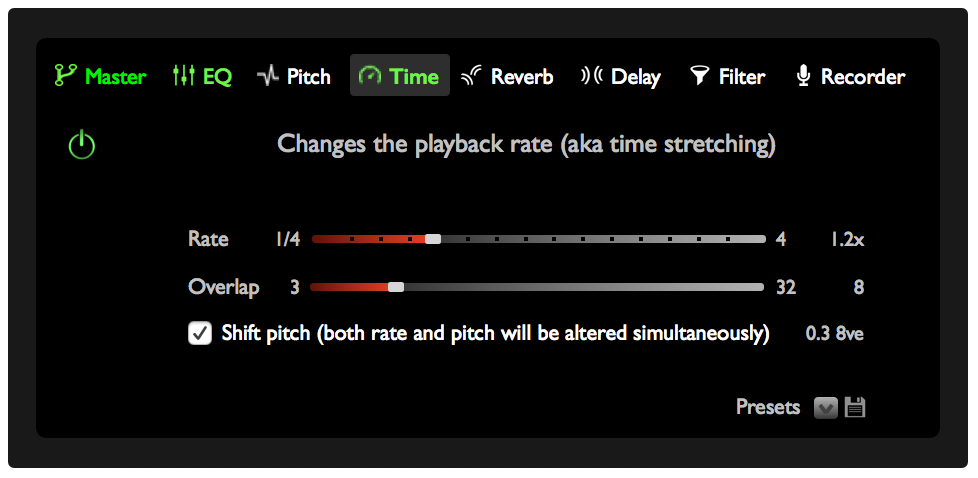 Master EQ Pitch Time Reverb Delay Filter Recorder
Changes the playback rate (aka time stretching)
Rate 1/4 4 1.2x
Overlap 3 32 8
Shift pitch (both rate and pitch will be altered simultaneously) 0.3 8ve
Presets